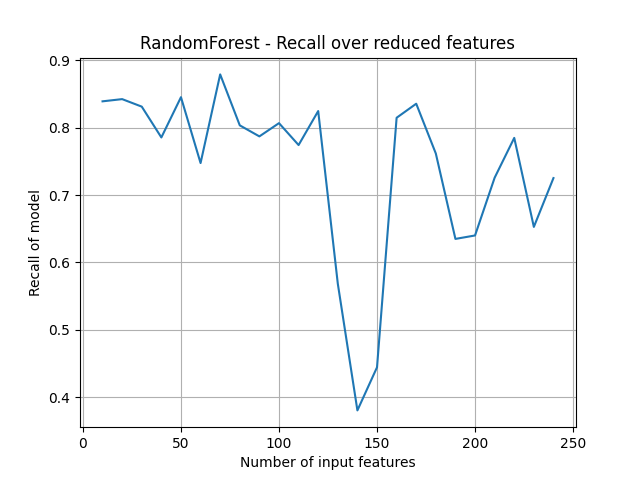 RandomForest - Recall over reduced features
0.9
0.8
0.7
0.6
0.5
0.4
Recall of model
0 50 100 150 200 250
Number of input features